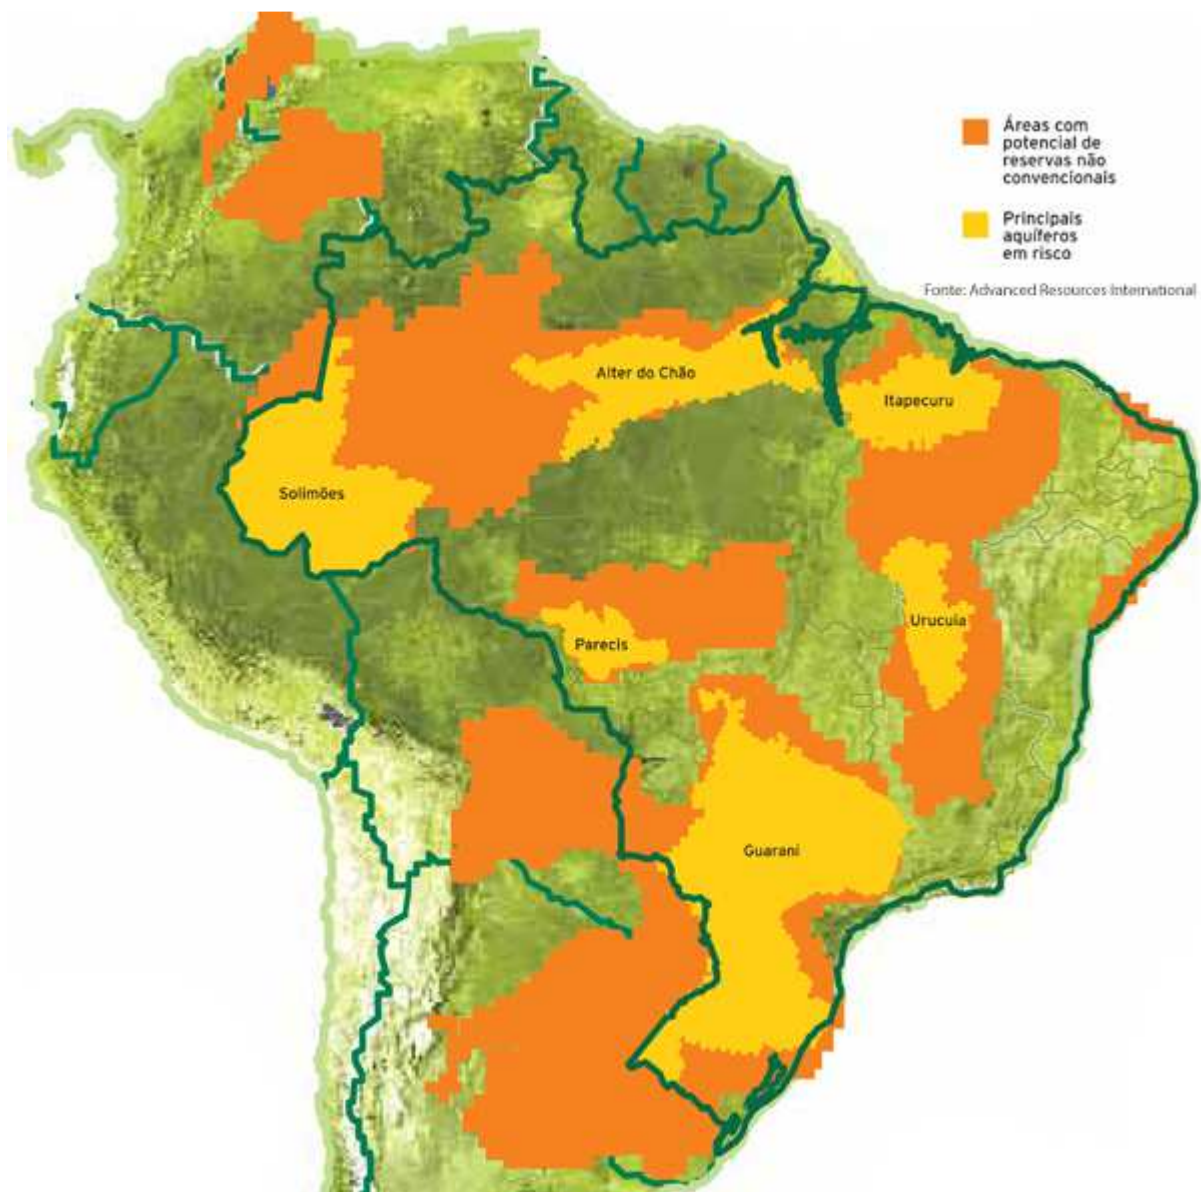 Áreas com
potencial de
reservas não
convencionais
Principais
aquíferos
em risco
Fonte: Advanced Resources International
Alter do Chão
Itapecuru
Solimões
Urucuia
Parecis
Guarani